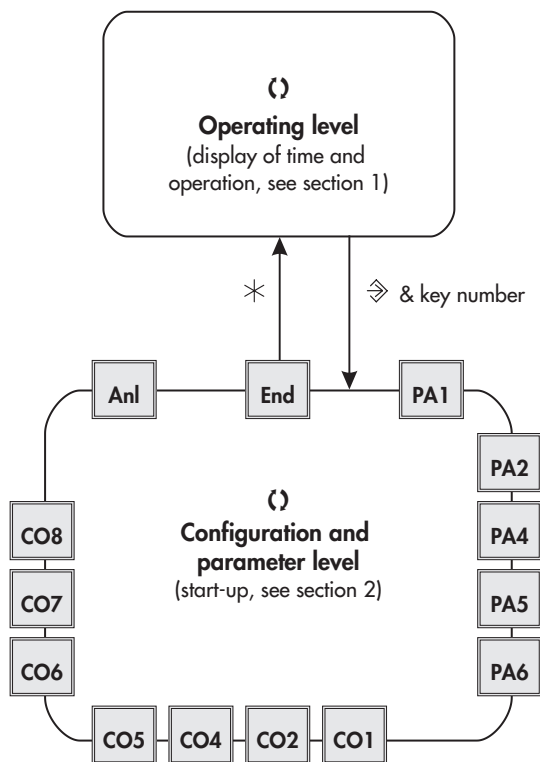 Operating level
(display of time and
operation, see section 1)
& key number
Anl
End
PA1
PA2
CO8
Configuration and
parameter level
(start-up, see section 2)
PA4
CO7
PA5
CO6
PA6
CO5
CO4
CO2
CO1